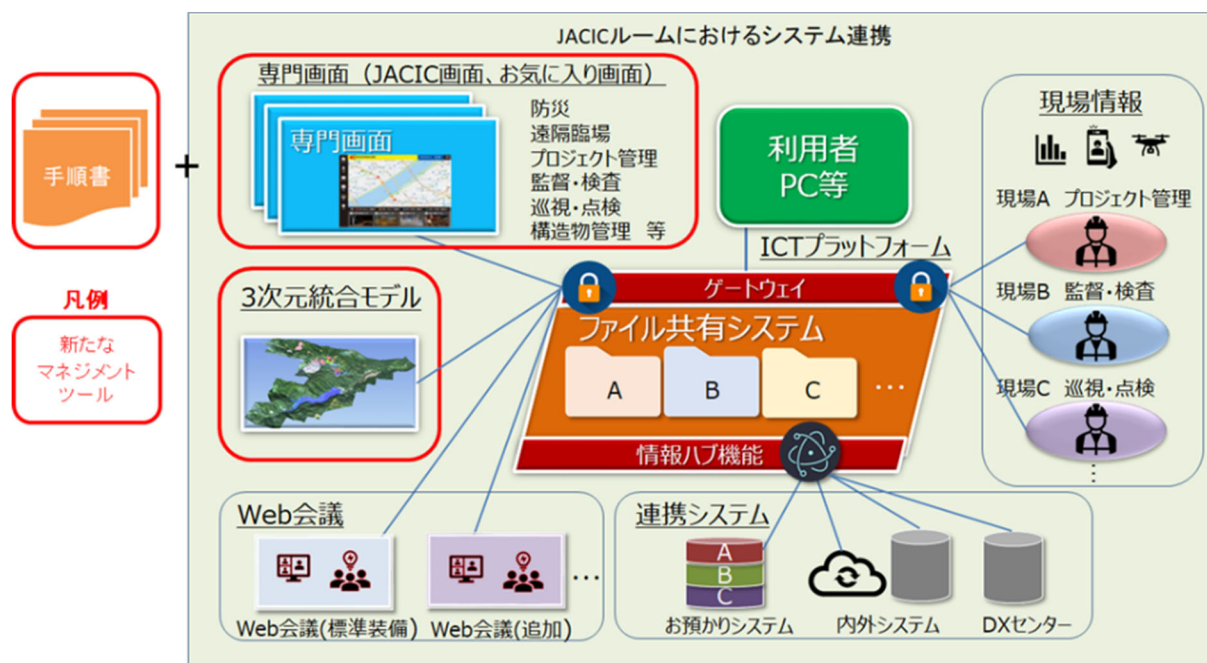 JACICルームにおけるシステム連携
手順書
+
凡例
新たな
マネジメント
ツール
専門画面（JACIC画面、お気に入り画面）
専門画面
防災
遠隔臨場
プロジェクト管理
監督・検査
巡視・点検
構造物管理　等
利用者
PC等
ICTプラットフォーム
ゲートウェイ
ファイル共有システム
A
B
C
…
情報ハブ機能
3次元統合モデル
現場情報
現場A　プロジェクト管理
現場B　監督・検査
現場C　巡視・点検
⋮
Web会議
Web会議(標準装備)
Web会議(追加)
…
連携システム
A
B
C
お預かりシステム
内外システム
DXセンター